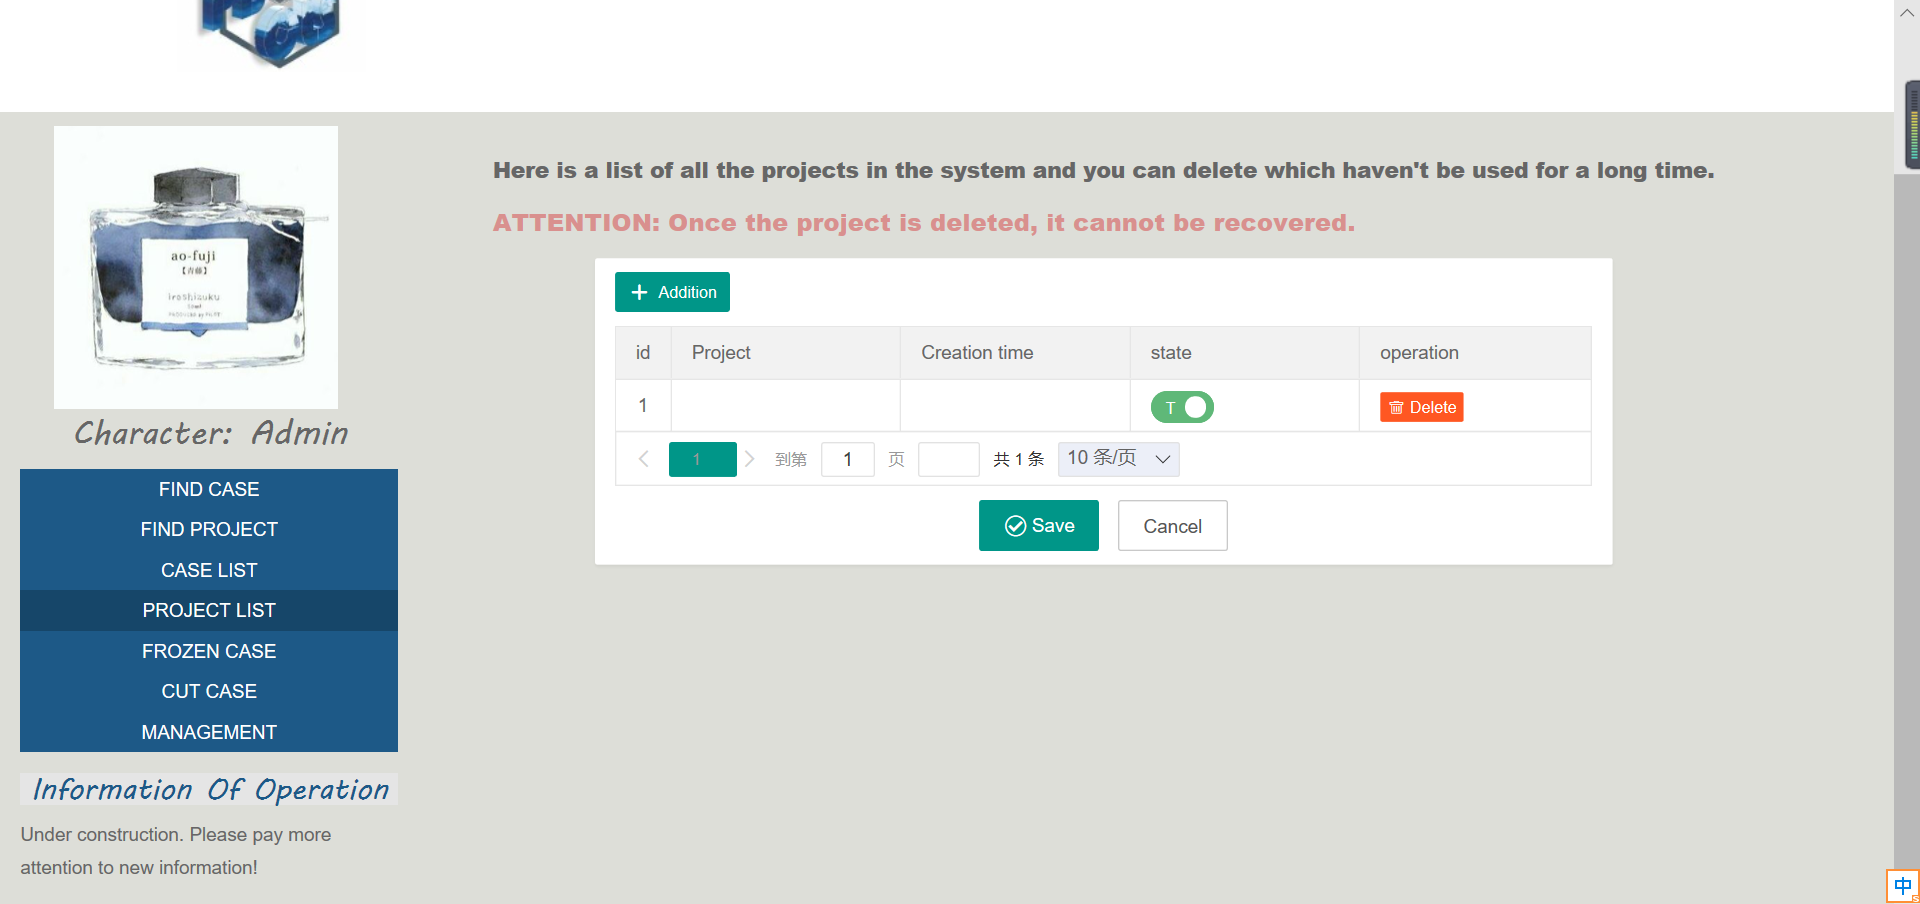 Here is a list of all the projects in the system and you can delete which haven't be used for a long time.
ATTENTION: Once the project is deleted, it cannot be recovered.
ao-fuji
iroshizuku
Character: Admin
FIND CASE
FIND PROJECT
CASE LIST
PROJECT LIST
FROZEN CASE
CUT CASE
MANAGEMENT
Information Of Operation
Under construction. Please pay more
attention to new information!
Addition
id Project Creation time state operation
1 T Delete
1 到第 1 页 共 1 条 10 条/页
Save Cancel
中